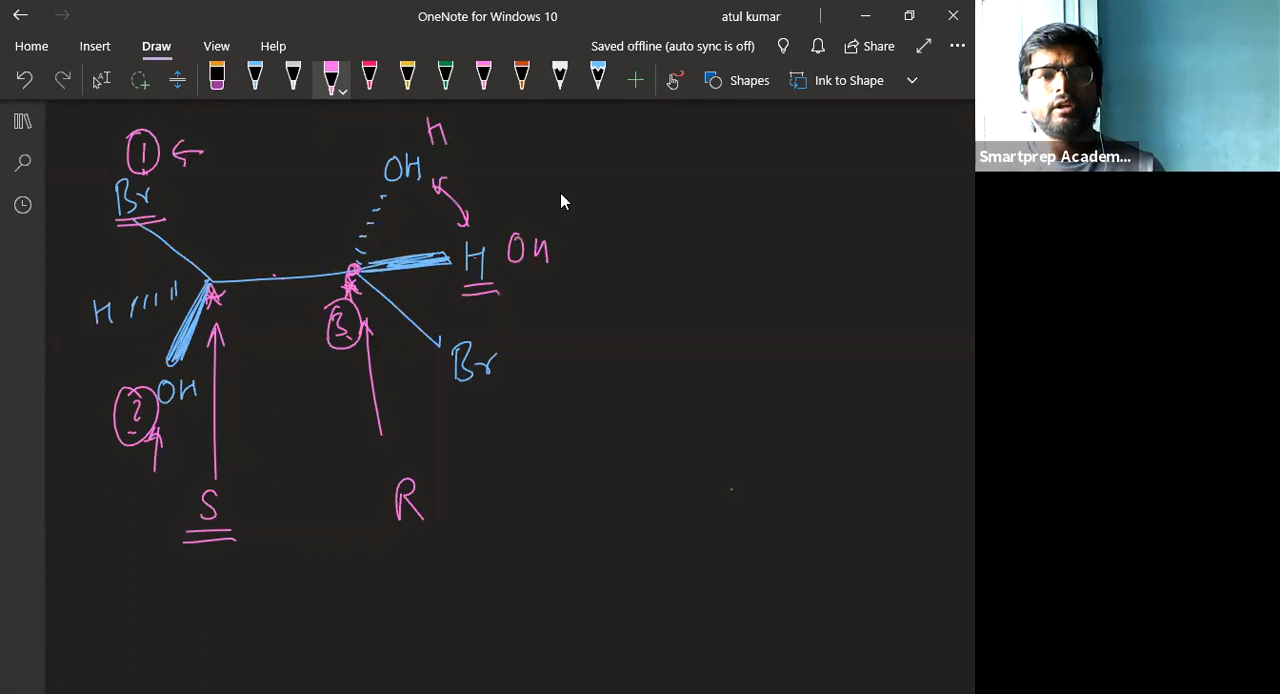 OneNote for Windows 10
atul kumar
Home Insert Draw View Help
Saved offline (auto sync is off)
Share
Shapes
Ink to Shape
Smartprep Academ...
H
1
OH
Br
H OH
H
3
Br
2
OH
S
R